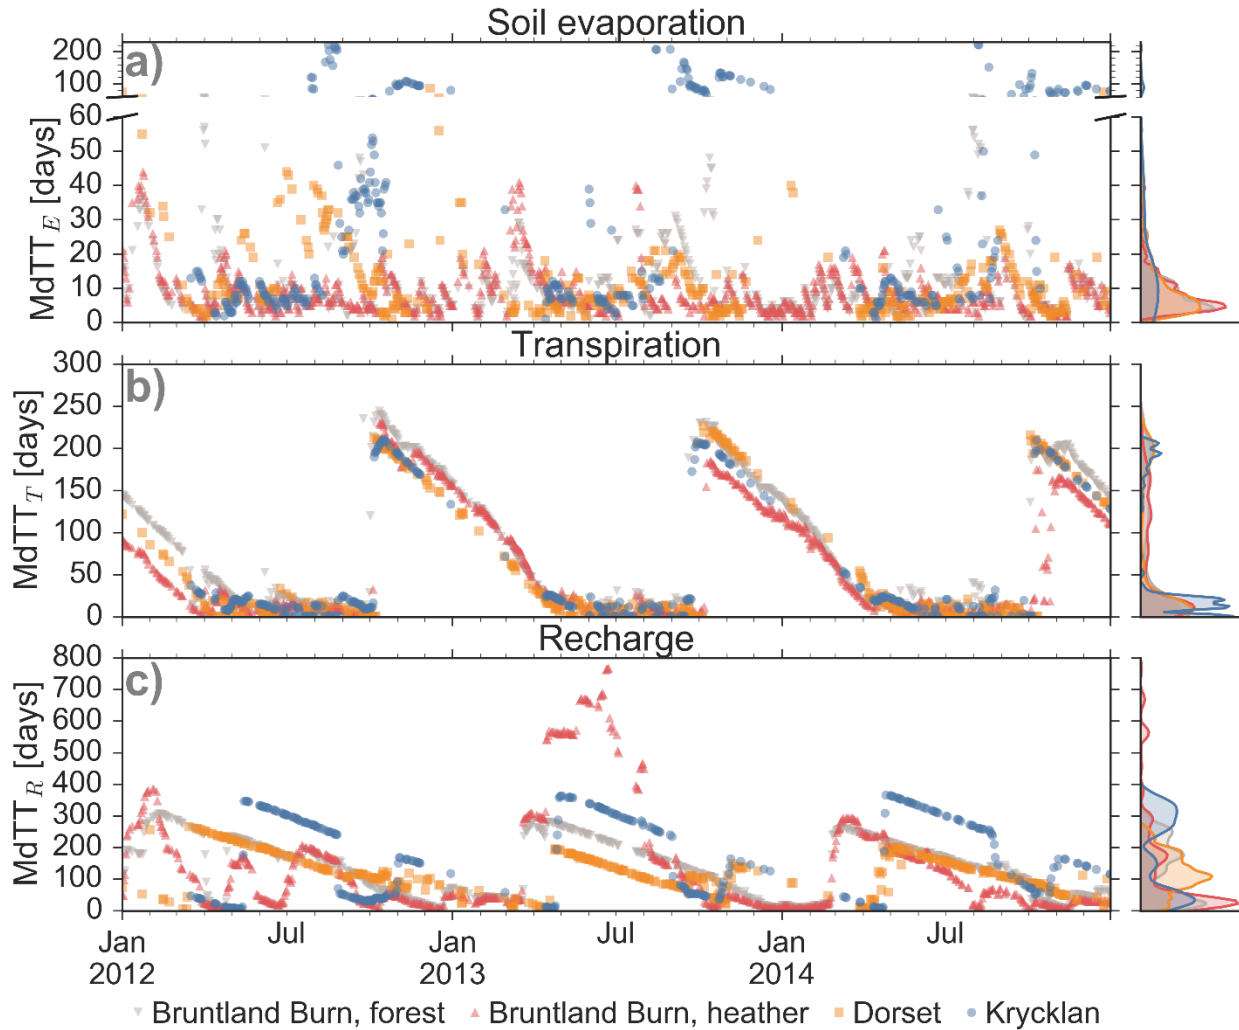 Soil evaporation
a)
200
100
60
50
40
30
20
10
0
MdTT_E [days]
Transpiration
b)
300
250
200
150
100
50
0
MdTT_T [days]
Recharge
c)
800
700
600
500
400
300
200
100
0
MdTT_R [days]
Jan Jul Jan Jul Jan Jul
2012 2013 2014
Bruntland Burn, forest Bruntland Burn, heather Dorset Krycklan